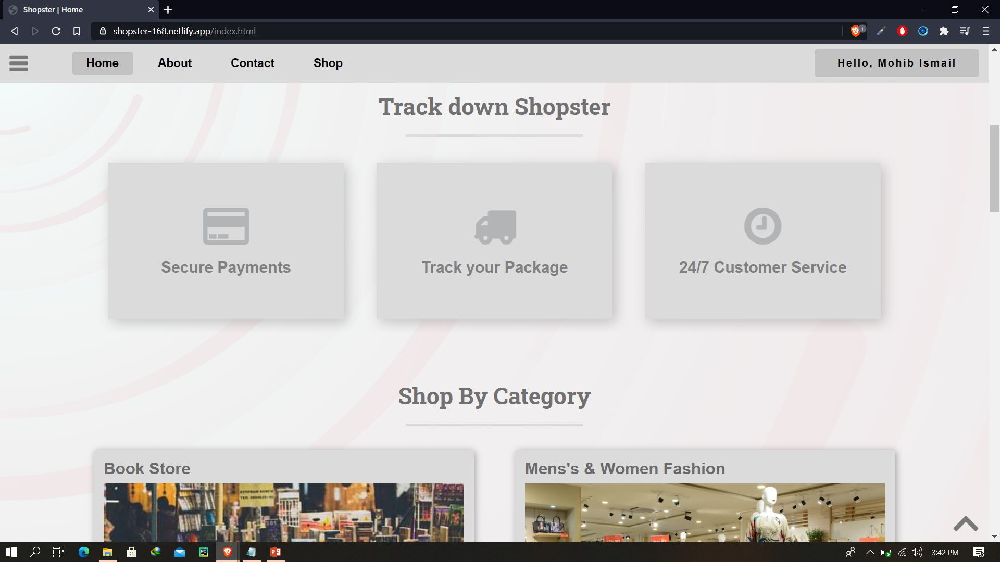 Shopster | Home
shopster-168.netlify.app/index.html
1
Home
About
Contact
Shop
Hello, Mohib Ismail
Track down Shopster
Secure Payments
Track your Package
24/7 Customer Service
Shop By Category
Book Store
Mens's & Women Fashion
3:42 PM